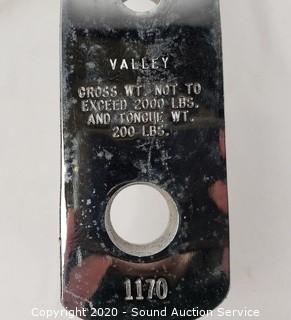 VALLEY
GROSS WT. NOT TO
EXCEED 2000 LBS.
AND TONGUE WT.
200 LBS.
1170
Copyright © 2020 - Sound Auction Service